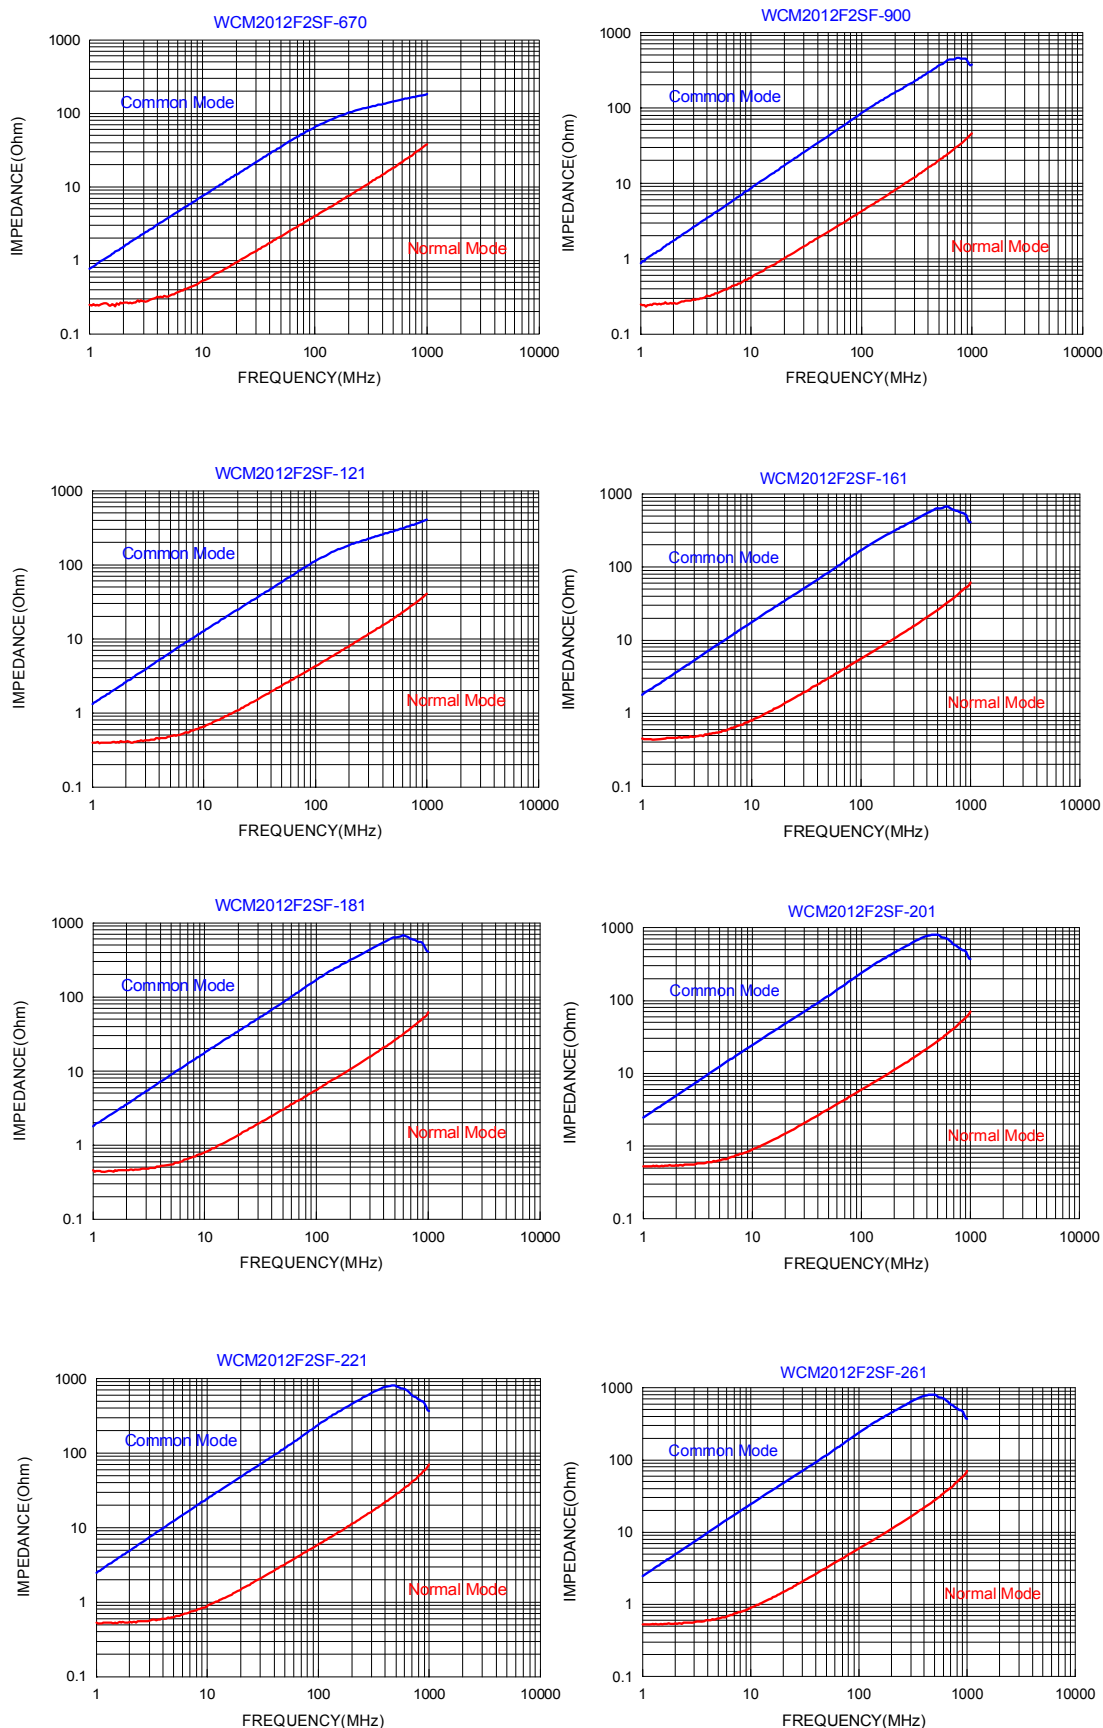 WCM2012F2SF-670
1000
100
10
1
0.1
IMPEDANCE(Ohm)
Common Mode
Normal Mode
1 10 100 1000 10000
FREQUENCY(MHz)
WCM2012F2SF-900
1000
100
10
1
0.1
IMPEDANCE(Ohm)
Common Mode
Normal Mode
1 10 100 1000 10000
FREQUENCY(MHz)
WCM2012F2SF-121
1000
100
10
1
0.1
IMPEDANCE(Ohm)
Common Mode
Normal Mode
1 10 100 1000 10000
FREQUENCY(MHz)
WCM2012F2SF-161
1000
100
10
1
0.1
IMPEDANCE(Ohm)
Common Mode
Normal Mode
1 10 100 1000 10000
FREQUENCY(MHz)
WCM2012F2SF-181
1000
100
10
1
0.1
IMPEDANCE(Ohm)
Common Mode
Normal Mode
1 10 100 1000 10000
FREQUENCY(MHz)
WCM2012F2SF-201
1000
100
10
1
0.1
IMPEDANCE(Ohm)
Common Mode
Normal Mode
1 10 100 1000 10000
FREQUENCY(MHz)
WCM2012F2SF-221
1000
100
10
1
0.1
IMPEDANCE(Ohm)
Common Mode
Normal Mode
1 10 100 1000 10000
FREQUENCY(MHz)
WCM2012F2SF-261
1000
100
10
1
0.1
IMPEDANCE(Ohm)
Common Mode
Normal Mode
1 10 100 1000 10000
FREQUENCY(MHz)